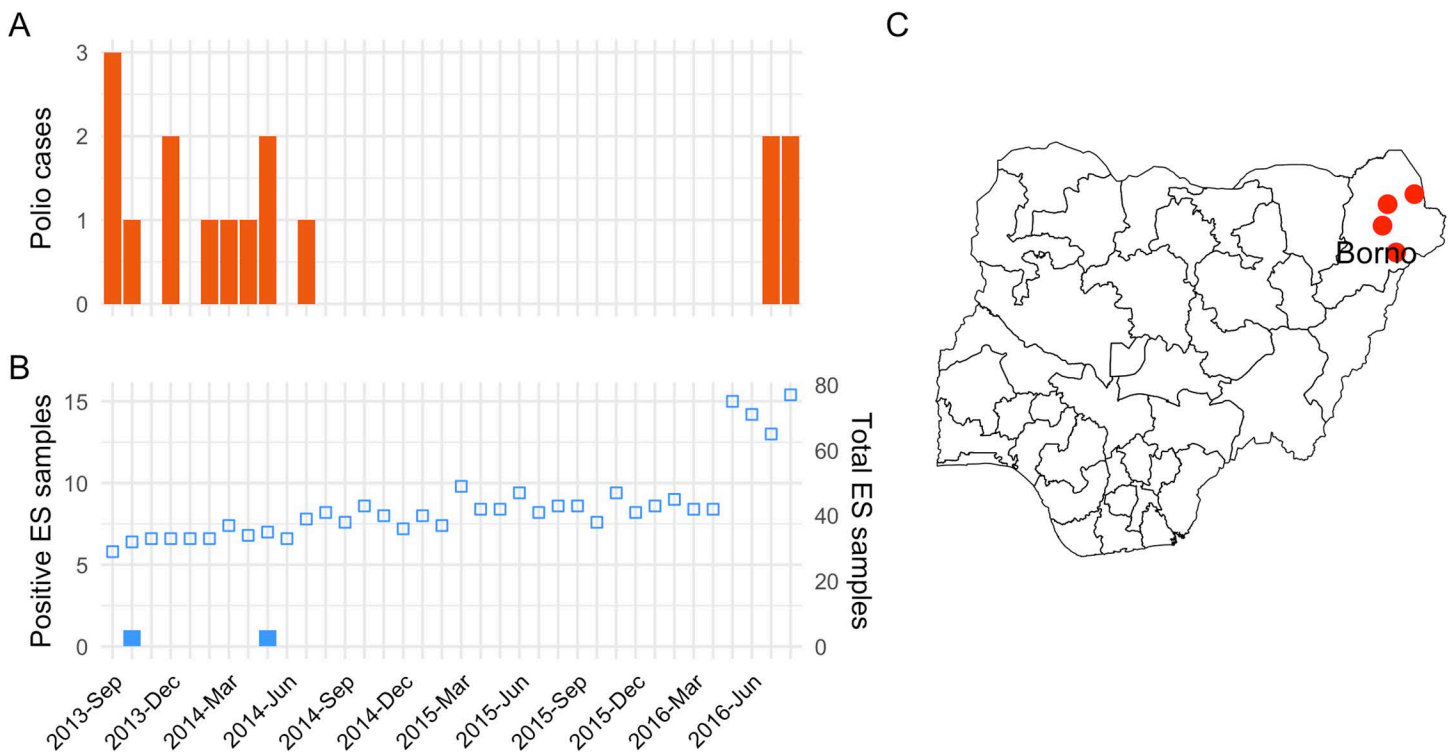 A
Polio cases
3
2
1
0
B
Positive ES samples
15
10
5
0
Total ES samples
80
60
40
20
0
2013-Sep
2013-Dec
2014-Mar
2014-Jun
2014-Sep
2014-Dec
2015-Mar
2015-Jun
2015-Sep
2015-Dec
2016-Mar
2016-Jun
C
Borno